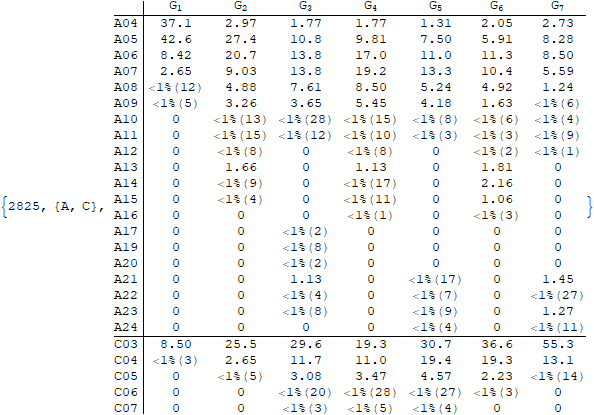 G1 G2 G3 G4 G5 G6 G7
A04 37.1 2.97 1.77 1.77 1.31 2.05 2.73
A05 42.6 27.4 10.8 9.81 7.50 5.91 8.28
A06 8.42 20.7 13.8 17.0 11.0 11.3 8.50
A07 2.65 9.03 13.8 19.2 13.3 10.4 5.59
A08 <1%(12) 4.88 7.61 8.50 5.24 4.92 1.24
A09 <1%(5) 3.26 3.65 5.45 4.18 1.63 <1%(6)
A10 0 <1%(13) <1%(28) <1%(15) <1%(8) <1%(6) <1%(4)
A11 0 <1%(15) <1%(12) <1%(10) <1%(3) <1%(3) <1%(9)
A12 0 <1%(8) 0 <1%(8) 0 <1%(2) <1%(1)
A13 0 1.66 0 1.13 0 1.81 0
A14 0 <1%(9) 0 <1%(17) 0 2.16 0
A15 0 <1%(4) 0 <1%(11) 0 1.06 0
{2825, {A, C}, A16 0 0 0 <1%(1) 0 <1%(3) 0 }
A17 0 0 <1%(2) 0 0 0 0
A19 0 0 <1%(8) 0 0 0 0
A20 0 0 <1%(2) 0 0 0 0
A21 0 0 1.13 0 <1%(17) 0 1.45
A22 0 0 <1%(4) 0 <1%(7) 0 <1%(27)
A23 0 0 <1%(8) 0 <1%(9) 0 1.27
A24 0 0 0 0 <1%(4) 0 <1%(11)
C03 8.50 25.5 29.6 19.3 30.7 36.6 55.3
C04 <1%(3) 2.65 11.7 11.0 19.4 19.3 13.1
C05 0 <1%(5) 3.08 3.47 4.57 2.23 <1%(14)
C06 0 0 <1%(20) <1%(28) <1%(27) <1%(3) 0
C07 0 0 <1%(3) <1%(5) <1%(4) 0 0